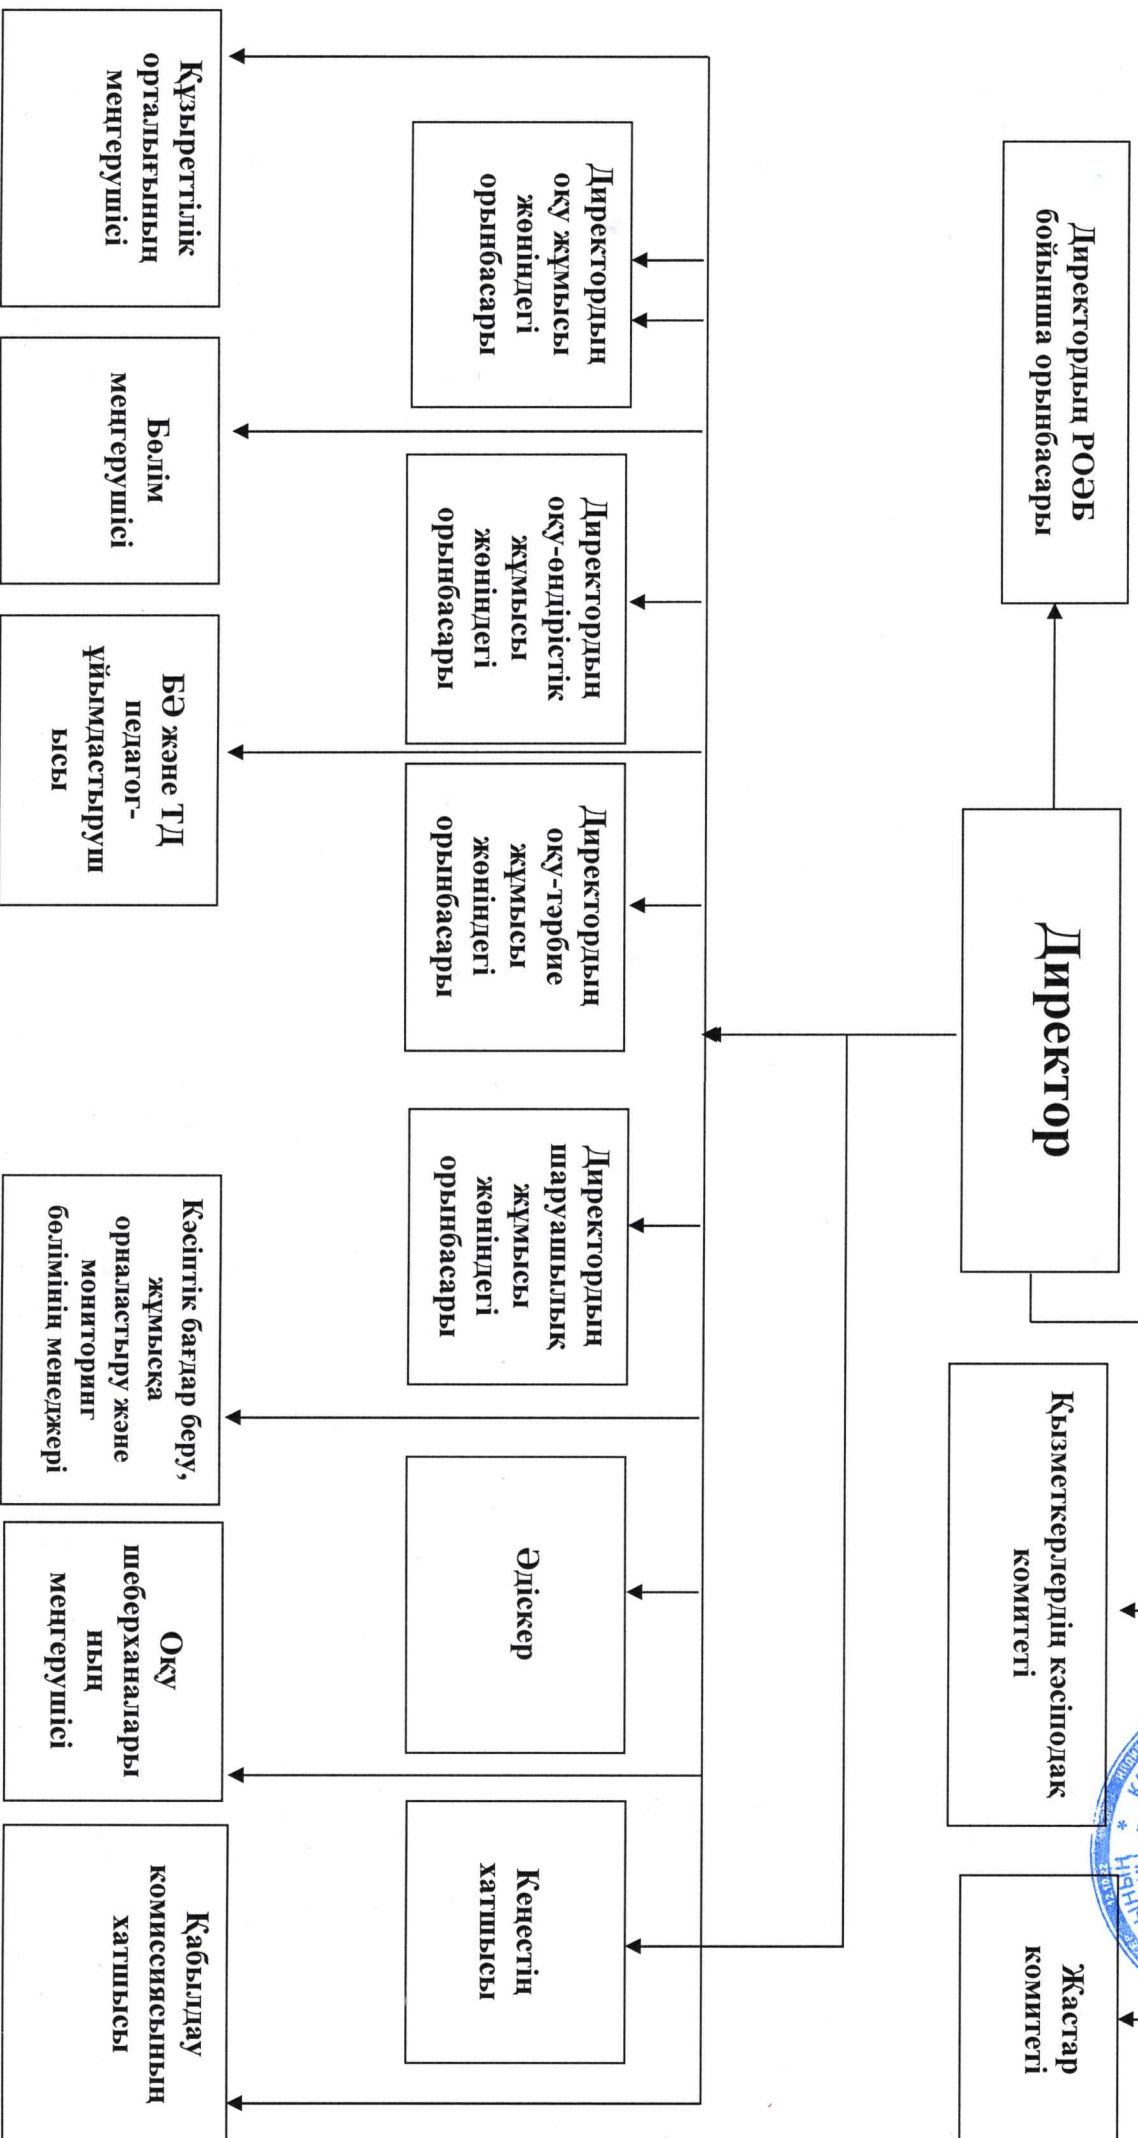 Директордың РОӘБ
бойынша орынбасары
Директор
Қызметкерлердің кәсіподақ
комитеті
Жастар
комитеті
Директордың
оқу жұмысы
жөніндегі
орынбасары
Директордың
оқу-өндірістік
жұмысы
жөніндегі
орынбасары
Директордың
оқу-тәрбие
жұмысы
жөніндегі
орынбасары
Директордың
шаруашылық
жұмысы
жөніндегі
орынбасары
Әдіскер
Кеңестің
хатшысы
Құзыреттілік
орталығының
меңгерушісі
Бөлім
меңгерушісі
БӘ және ТД
педагог-
ұйымдастыруш
ысы
Кәсіптік бағдар беру,
жұмысқа
орналастыру және
мониторинг
бөлімінің менеджері
Оқу
шеберханалары
ның
меңгерушісі
Қабылдау
комиссиясының
хатшысы